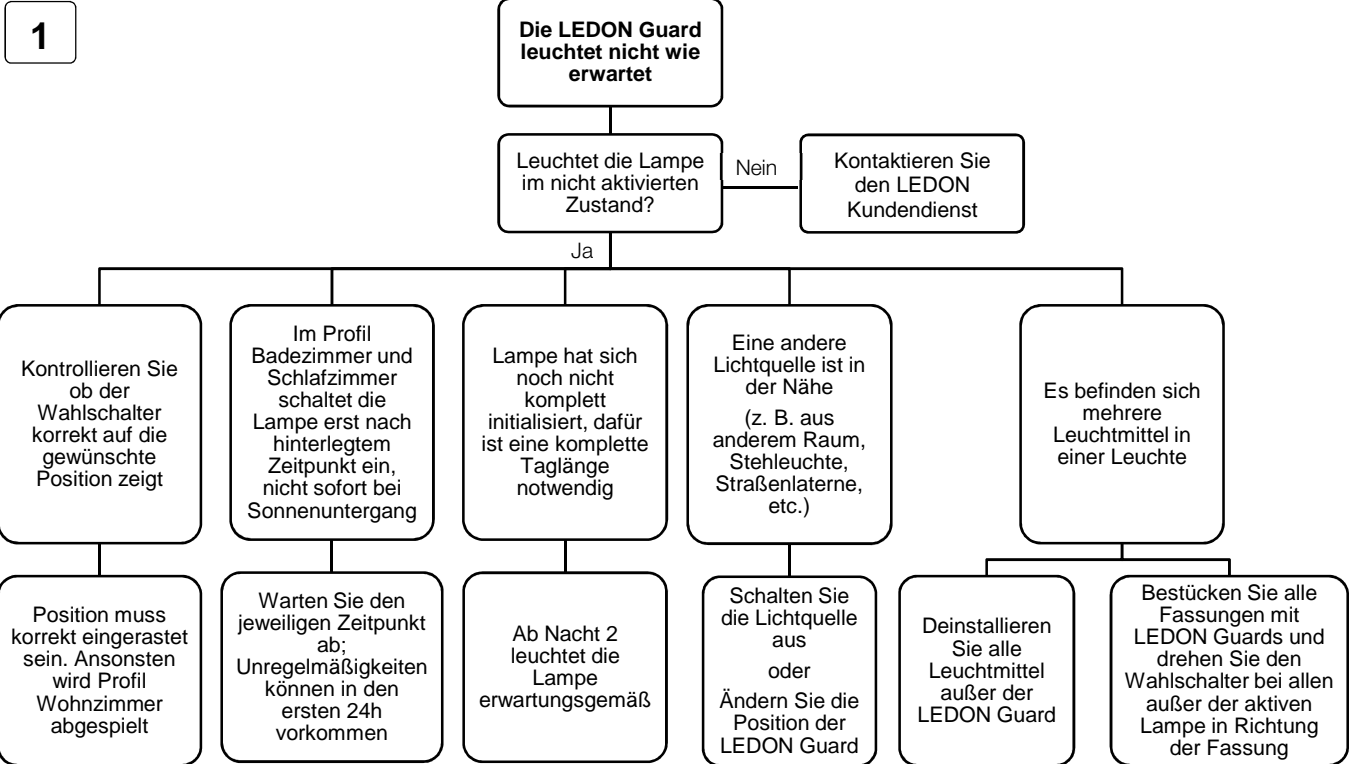 1
Die LEDON Guard
leuchtet nicht wie
erwartet
Leuchtet die Lampe
im nicht aktivierten
Zustand?
Nein
Kontaktieren Sie
den LEDON
Kundendienst
Ja
Kontrollieren Sie
ob der
Wahlschalter
korrekt auf die
gewünschte
Position zeigt
Im Profil
Badezimmer und
Schlafzimmer
schaltet die
Lampe erst nach
hinterlegtem
Zeitpunkt ein,
nicht sofort bei
Sonnenuntergang
Lampe hat sich
noch nicht
komplett
initialisiert, dafür
ist eine komplette
Taglänge
notwendig
Eine andere
Lichtquelle ist in
der Nähe
(z. B. aus
anderem Raum,
Stehleuchte,
Straßenlaterne,
etc.)
Es befinden sich
mehrere
Leuchtmittel in
einer Leuchte
Position muss
korrekt eingerastet
sein. Ansonsten
wird Profil
Wohnzimmer
abgespielt
Warten Sie den
jeweiligen Zeitpunkt
ab;
Unregelmäßigkeiten
können in den
ersten 24h
vorkommen
Ab Nacht 2
leuchtet die
Lampe
erwartungsgemäß
Schalten Sie
die Lichtquelle
aus
oder
Ändern Sie die
Position der
LEDON Guard
Deinstallieren
Sie alle
Leuchtmittel
außer der
LEDON Guard
Bestücken Sie alle
Fassungen mit
LEDON Guards und
drehen Sie den
Wahlschalter bei allen
außer der aktiven
Lampe in Richtung
der Fassung